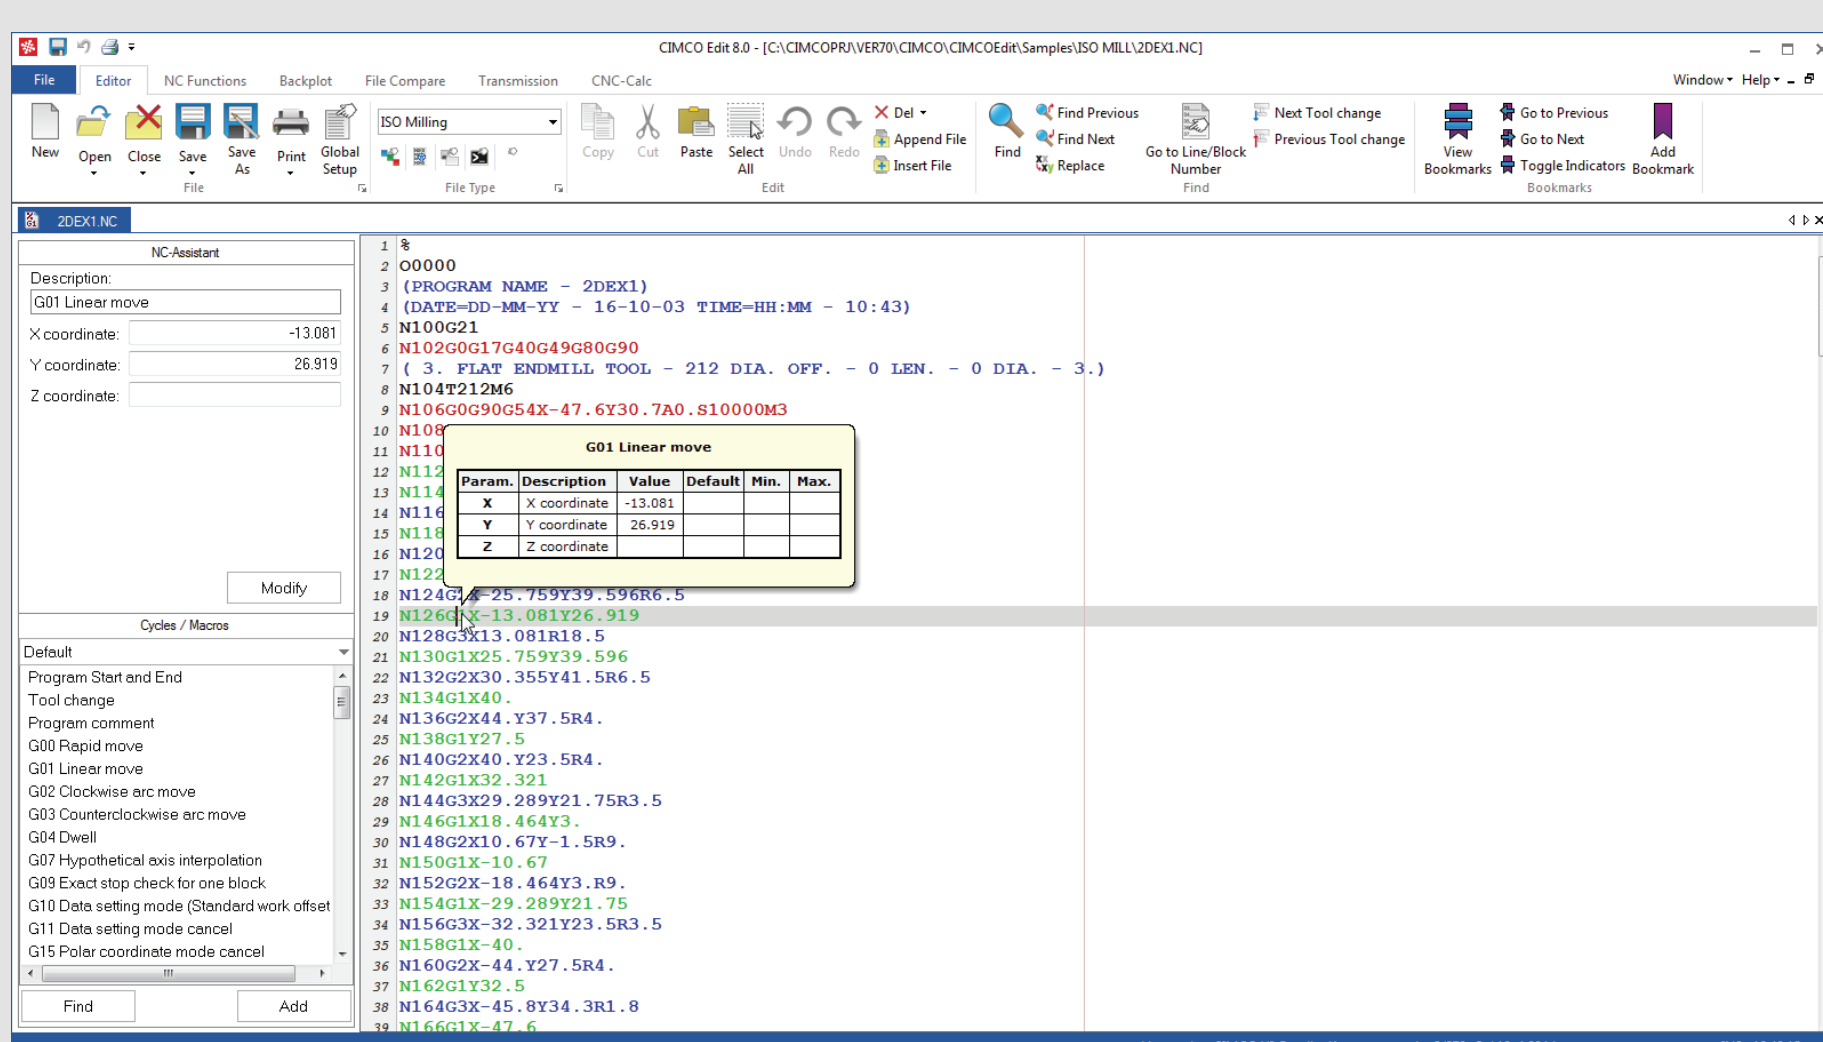 CIMCO Edit 8.0 - [C:\CIMCOPRJ\VER70\CIMCO\CIMCOEdit\Samples\ISO MILL\2DEX1.NC]
File Editor NC Functions Backplot File Compare Transmission CNC-Calc Window Help
New Open Close Save Save As Print Global Setup
File
ISO Milling
File Type
Copy Cut Paste Select All Undo Redo
Del
Append File
Insert File
Edit
Find
Find Previous
Find Next
Replace
Go to Line/Block Number
Next Tool change
Previous Tool change
Find
View Bookmarks
Go to Previous
Go to Next
Toggle Indicators
Add Bookmark
Bookmarks
2DEX1.NC
NC-Assistant
Description:
G01 Linear move
X coordinate: -13.081
Y coordinate: 26.919
Z coordinate:
Modify
Cycles / Macros
Default
Program Start and End
Tool change
Program comment
G00 Rapid move
G01 Linear move
G02 Clockwise arc move
G03 Counterclockwise arc move
G04 Dwell
G07 Hypothetical axis interpolation
G09 Exact stop check for one block
G10 Data setting mode (Standard work offset
G11 Data setting mode cancel
G15 Polar coordinate mode cancel
Find Add
1 %
2 O0000
3 (PROGRAM NAME - 2DEX1)
4 (DATE=DD-MM-YY - 16-10-03 TIME=HH:MM - 10:43)
5 N100G21
6 N102G0G17G40G49G80G90
7 ( 3. FLAT ENDMILL TOOL - 212 DIA. OFF. - 0 LEN. - 0 DIA. - 3.)
8 N104T212M6
9 N106G0G90G54X-47.6Y30.7A0.S10000M3
10 N108
11 N110
12 N112
13 N114
14 N116
15 N118
16 N120
17 N122
18 N124G2X-25.759Y39.596R6.5
19 N126G1X-13.081Y26.919
20 N128G3X13.081R18.5
21 N130G1X25.759Y39.596
22 N132G2X30.355Y41.5R6.5
23 N134G1X40.
24 N136G2X44.Y37.5R4.
25 N138G1Y27.5
26 N140G2X40.Y23.5R4.
27 N142G1X32.321
28 N144G3X29.289Y21.75R3.5
29 N146G1X18.464Y3.
30 N148G2X10.67Y-1.5R9.
31 N150G1X-10.67
32 N152G2X-18.464Y3.R9.
33 N154G1X-29.289Y21.75
34 N156G3X-32.321Y23.5R3.5
35 N158G1X-40.
36 N160G2X-44.Y27.5R4.
37 N162G1Y32.5
38 N164G3X-45.8Y34.3R1.8
39 N166G1X-47.6
G01 Linear move
Param. Description Value Default Min. Max.
X X coordinate -13.081
Y Y coordinate 26.919
Z Z coordinate